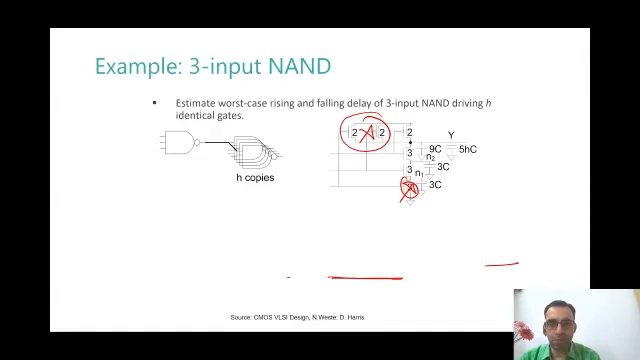 Example: 3-input NAND
▪ Estimate worst-case rising and falling delay of 3-input NAND driving h
identical gates.
h copies
2 2 2 Y
3 9C 5hC
n2
3 3C
n1
3C
Source: CMOS VLSI Design, N.Weste: D. Harris